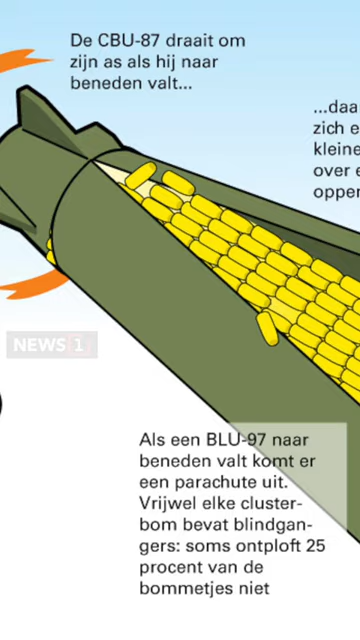 De CBU-87 draait om
zijn as als hij naar
beneden valt...
...daa
zich e
kleine
over e
opper
NEWS 1
Als een BLU-97 naar
beneden valt komt er
een parachute uit.
Vrijwel elke cluster-
bom bevat blindgan-
gers: soms ontploft 25
procent van de
bommetjes niet